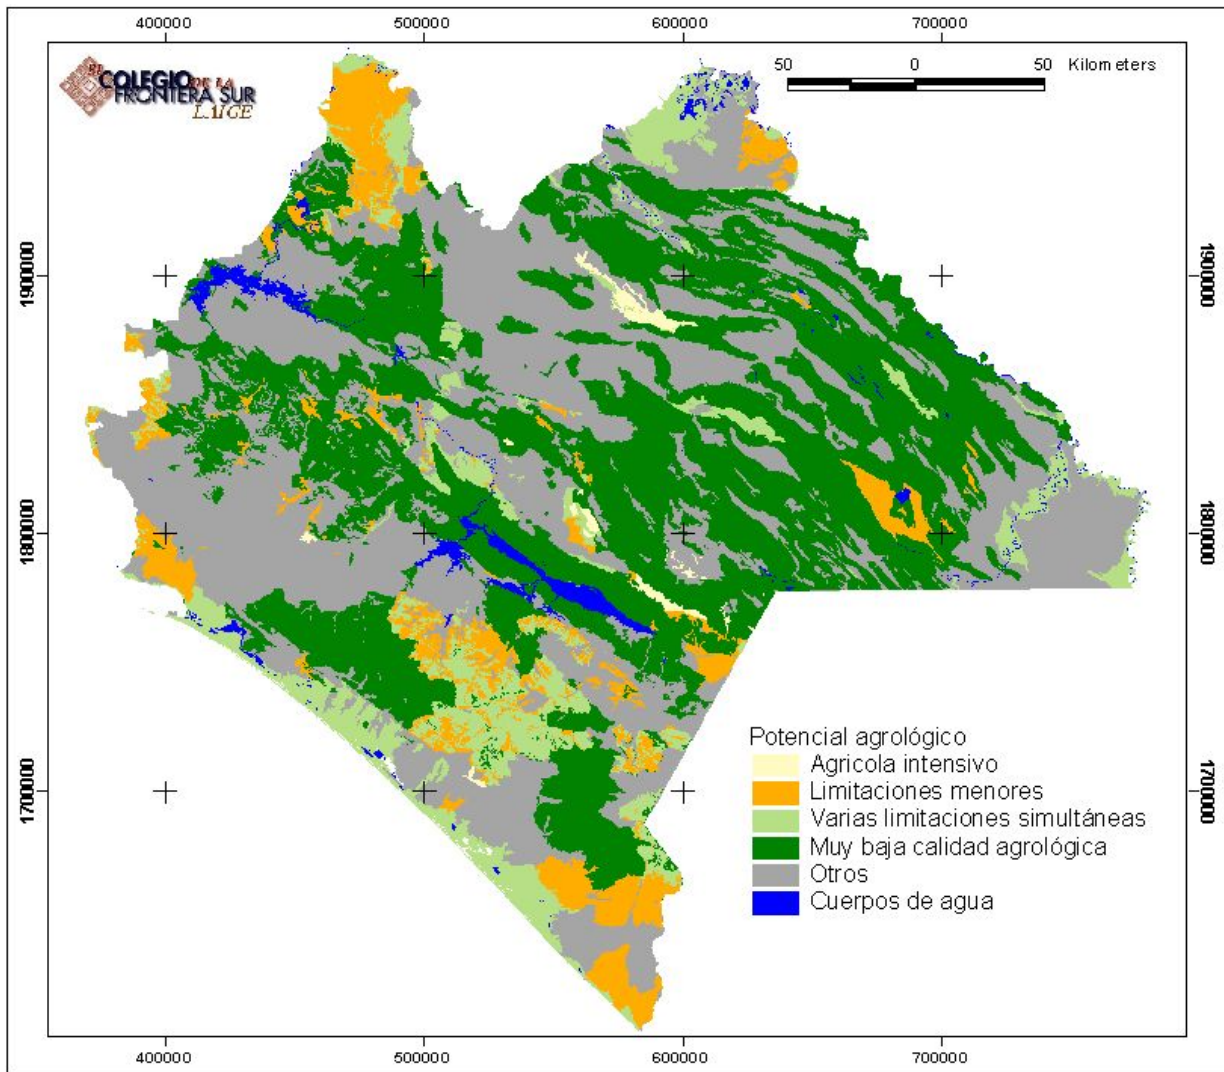 400000 500000 600000 700000
EL
COLEGIO DE LA
FRONTERA SUR
LAIGE
50 0 50 Kilometers
1900000 1900000
1800000 1800000
Potencial agrológico
Agricola intensivo
Limitaciones menores
1700000 1700000
Varias limitaciones simultáneas
Muy baja calidad agrológica
Otros
Cuerpos de agua
400000 500000 600000 700000